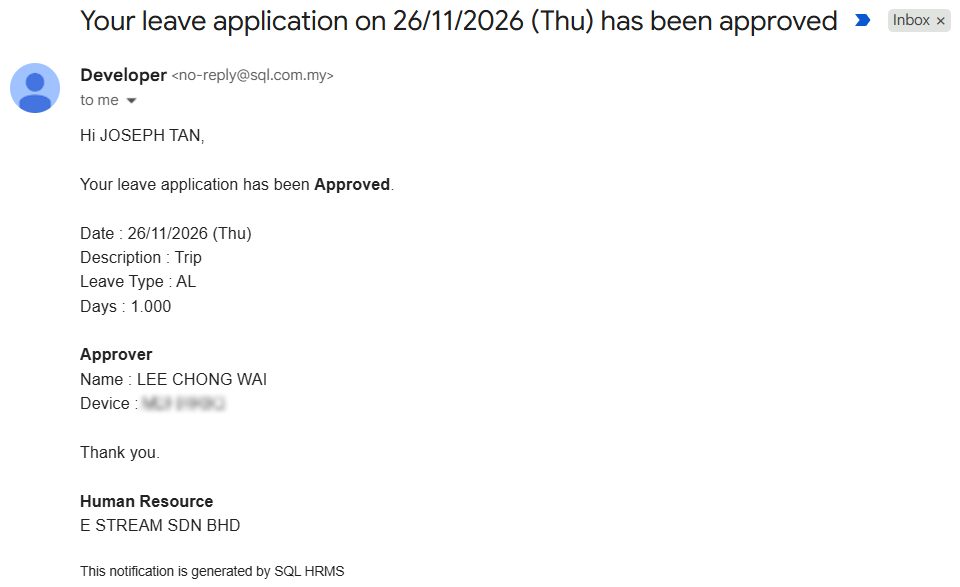 Your leave application on 26/11/2026 (Thu) has been approved
Inbox ×
Developer <no-reply@sql.com.my>
to me
Hi JOSEPH TAN,
Your leave application has been Approved.
Date : 26/11/2026 (Thu)
Description : Trip
Leave Type : AL
Days : 1.000
Approver
Name : LEE CHONG WAI
Device :
Thank you.
Human Resource
E STREAM SDN BHD
This notification is generated by SQL HRMS